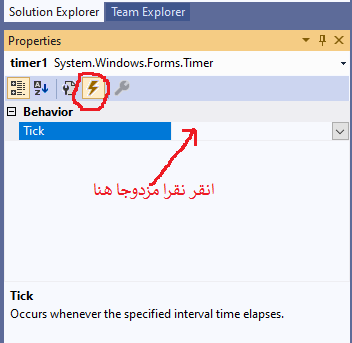 Solution Explorer Team Explorer
Properties
timer1 System.Windows.Forms.Timer
Behavior
Tick
انقر نقرا مزدوجا هنا
Tick
Occurs whenever the specified interval time elapses.